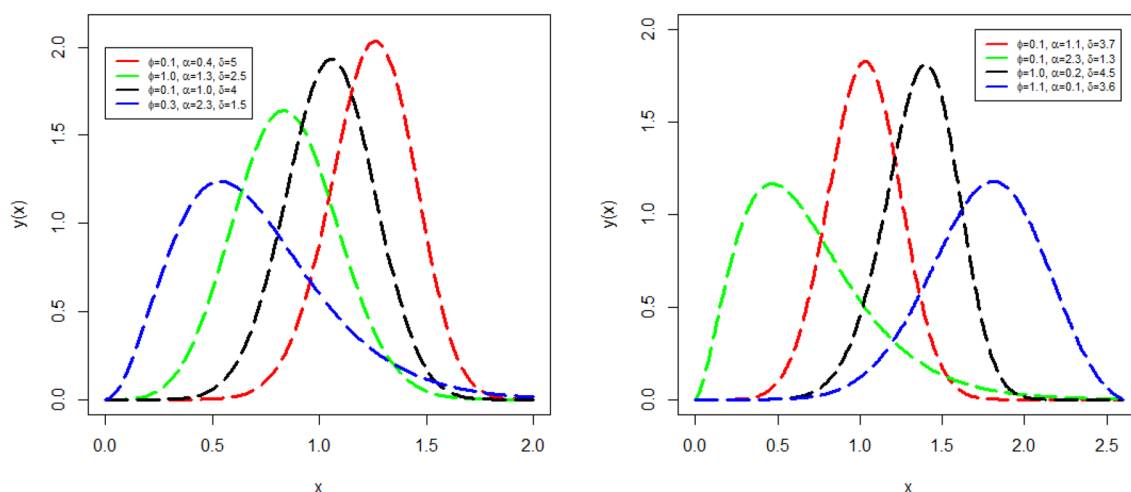 2.0
1.5
1.0
0.5
0.0
y(x)
ϕ=0.1, α=0.4, δ=5
ϕ=1.0, α=1.3, δ=2.5
ϕ=0.1, α=1.0, δ=4
ϕ=0.3, α=2.3, δ=1.5
0.0 0.5 1.0 1.5 2.0
x
2.0
1.5
1.0
0.5
0.0
y(x)
ϕ=0.1, α=1.1, δ=3.7
ϕ=0.1, α=2.3, δ=1.3
ϕ=1.0, α=0.2, δ=4.5
ϕ=1.1, α=0.1, δ=3.6
0.0 0.5 1.0 1.5 2.0 2.5
x